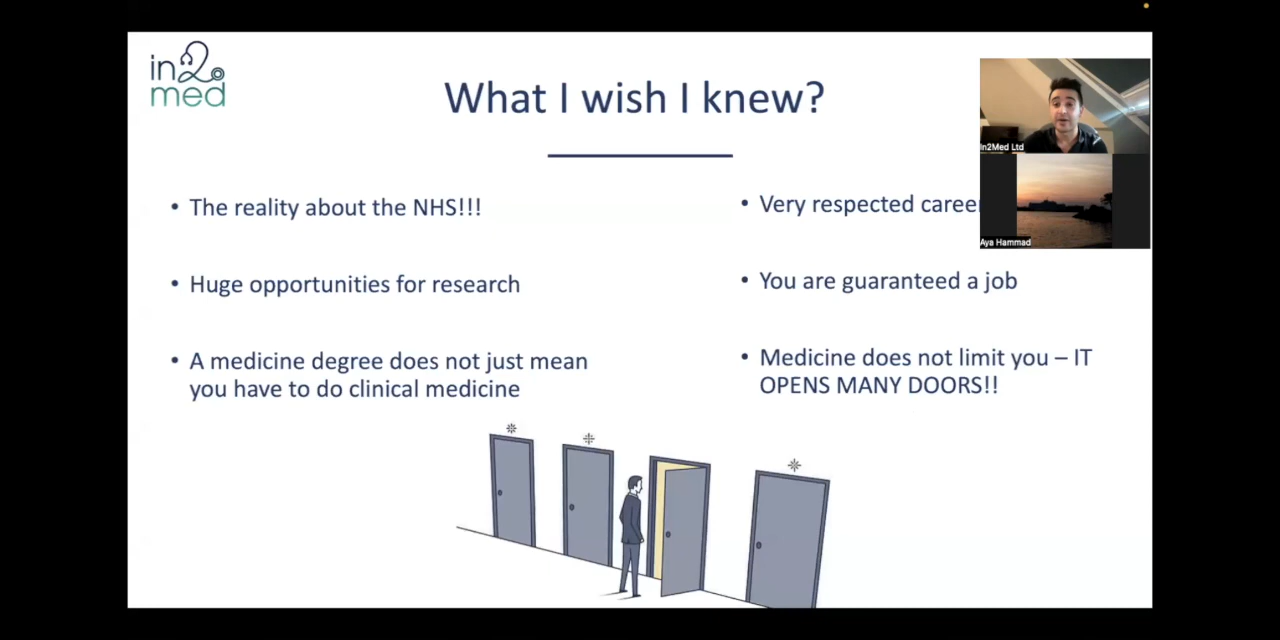 in2
med
What I wish I knew?
• The reality about the NHS!!!
• Huge opportunities for research
• A medicine degree does not just mean
you have to do clinical medicine
• Very respected career
• You are guaranteed a job
• Medicine does not limit you – IT
OPENS MANY DOORS!!
In2Med Ltd
Aya Hammad